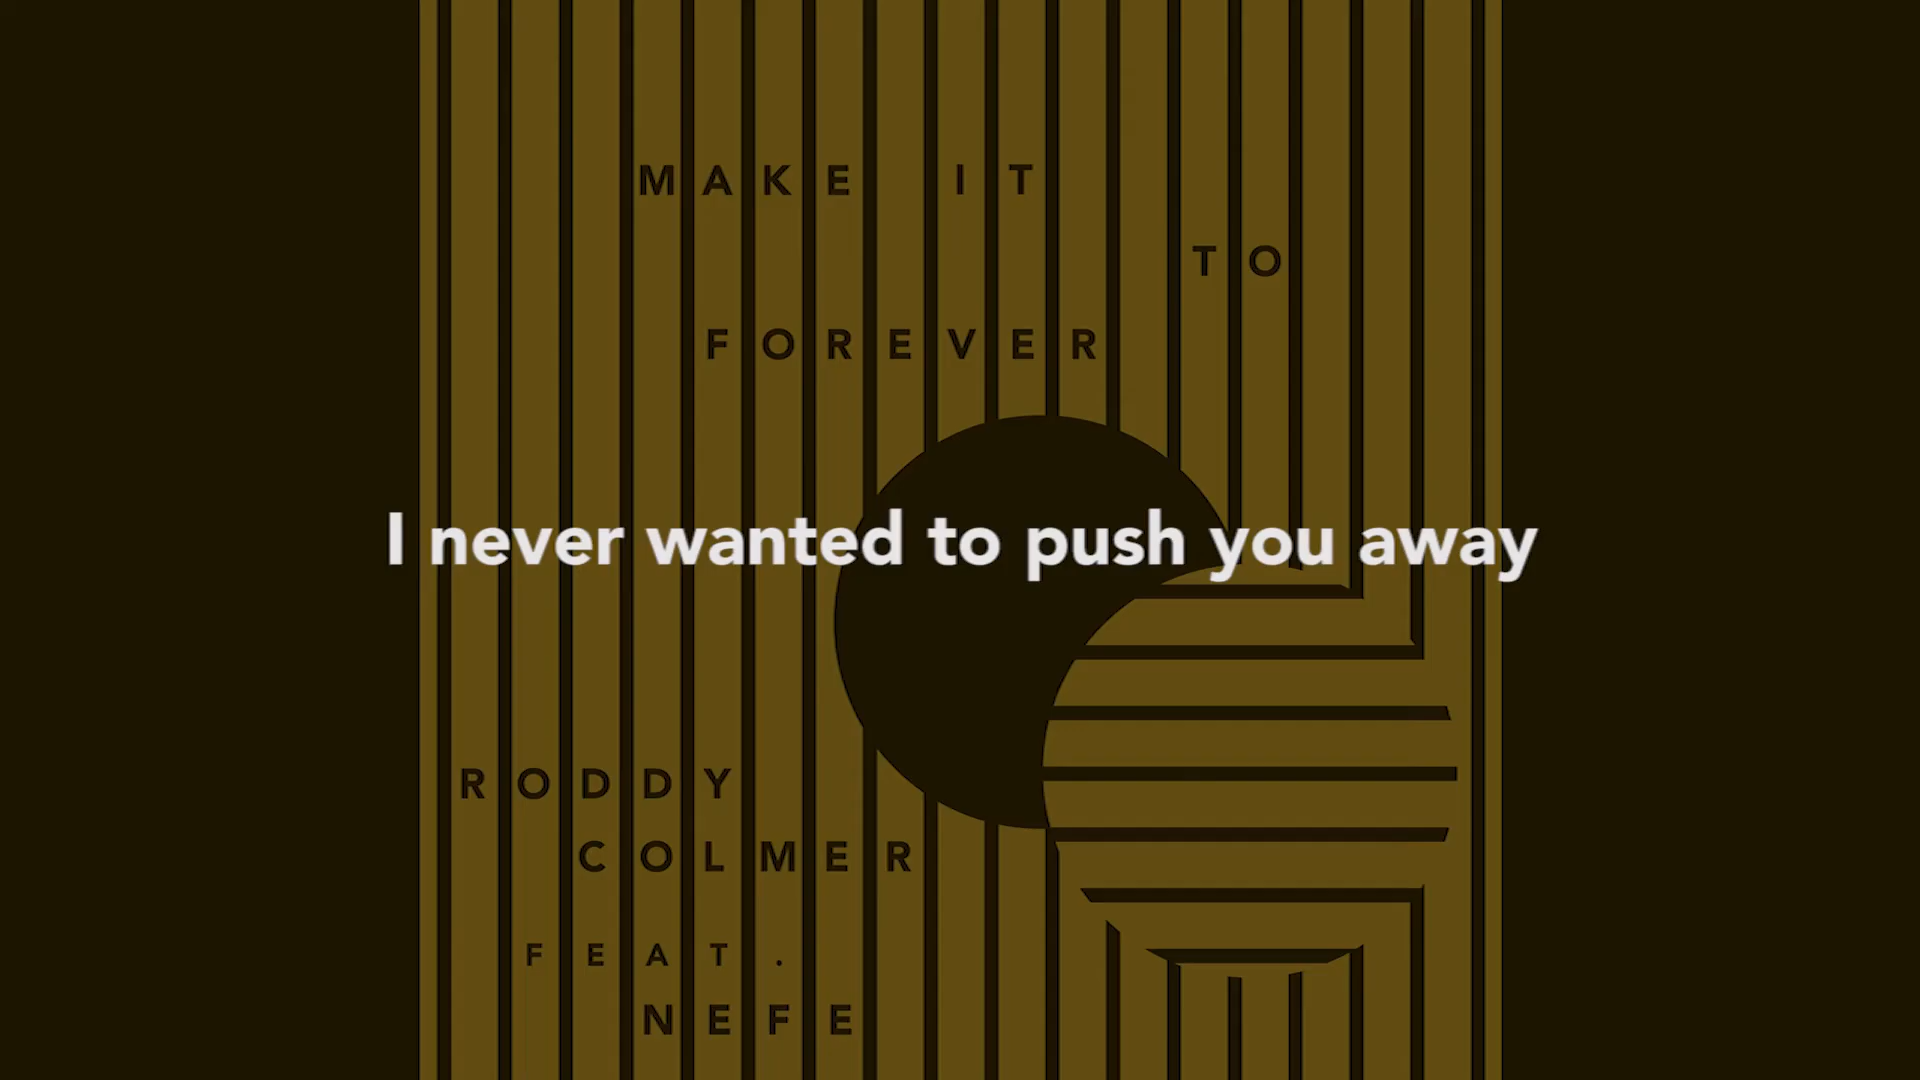 MAKE IT
TO
FOREVER
I never wanted to push you away
RODDY
COLMER
FEAT.
NEFE